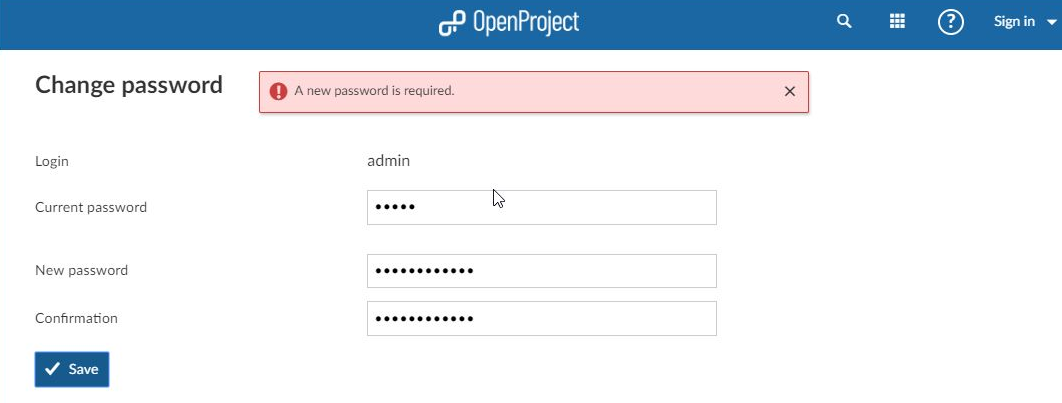 OpenProject
Sign in
Change password
A new password is required.
Login admin
Current password •••••
New password ••••••••••••
Confirmation ••••••••••••
Save